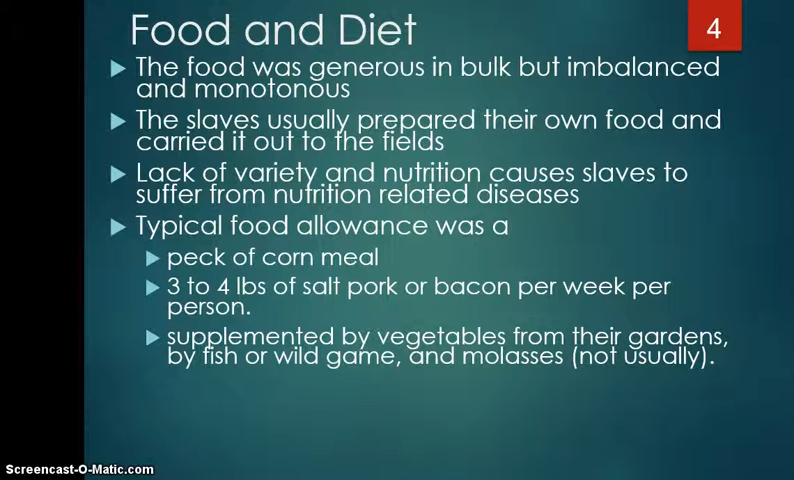 Food and Diet
4
The food was generous in bulk but imbalanced
and monotonous
The slaves usually prepared their own food and
carried it out to the fields
Lack of variety and nutrition causes slaves to
suffer from nutrition related diseases
Typical food allowance was a
peck of corn meal
3 to 4 lbs of salt pork or bacon per week per
person.
supplemented by vegetables from their gardens,
by fish or wild game, and molasses (not usually).
Screencast-O-Matic.com